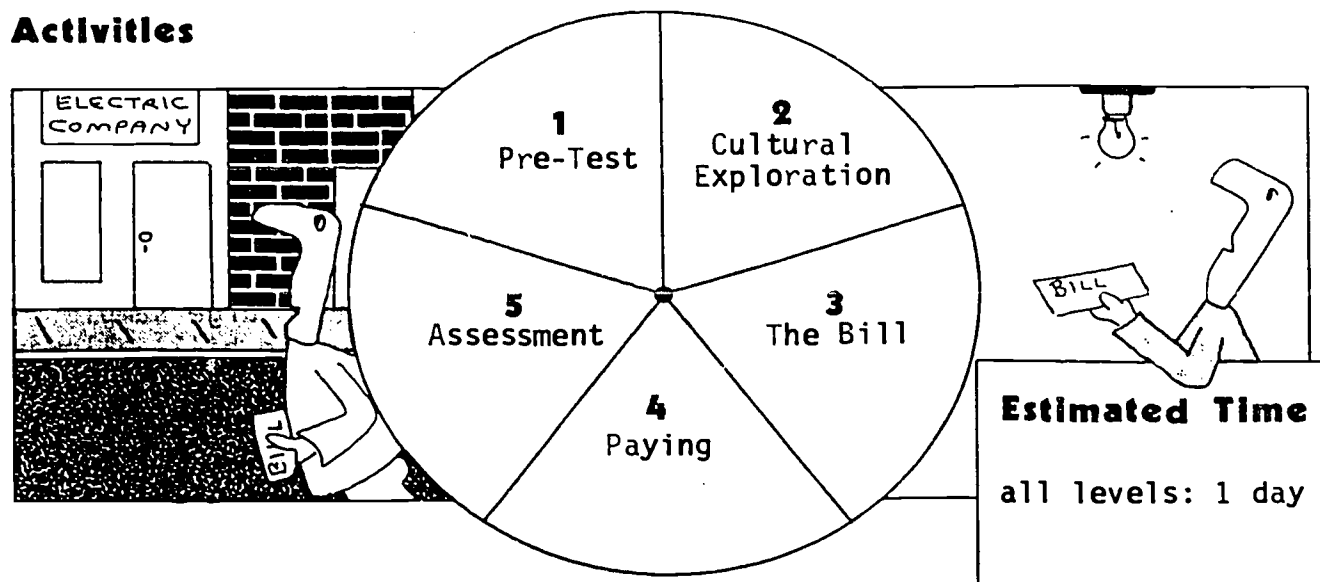 Activities
ELECTRIC
COMPANY
1
Pre-Test
2
Cultural
Exploration
3
The Bill
4
Paying
5
Assessment
BILL
BILL
Estimated Time
all levels: 1 day